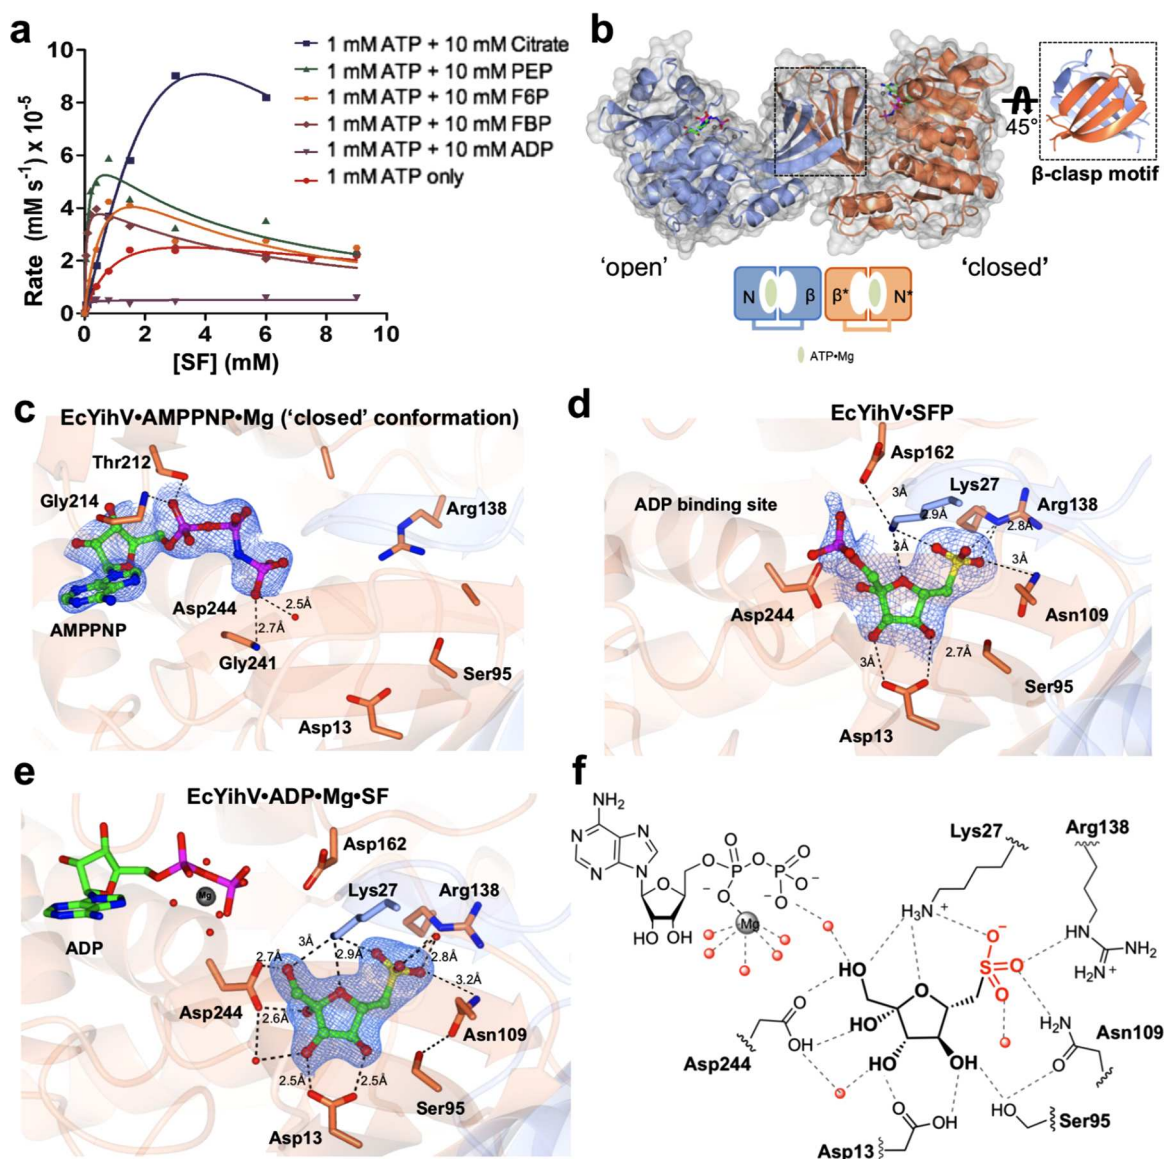 a
10
8
6
4
2
0
0
2
4
6
8
10
Rate (mM s⁻¹) x 10⁻⁵
[SF] (mM)
1 mM ATP + 10 mM Citrate
1 mM ATP + 10 mM PEP
1 mM ATP + 10 mM F6P
1 mM ATP + 10 mM FBP
1 mM ATP + 10 mM ADP
1 mM ATP only
b
45°
β-clasp motif
'open'
'closed'
N β β* N*
ATP•Mg
c
EcYihV•AMPPNP•Mg ('closed' conformation)
Thr212
Gly214
Arg138
Asp244
2.5Å
AMPPNP
2.7Å
Gly241
Ser95
Asp13
d
EcYihV•SFP
Asp162
ADP binding site
3Å
Lys27
Arg138
2.9Å
2.8Å
3Å
3Å
Asp244
Asn109
3Å
2.7Å
Ser95
Asp13
e
EcYihV•ADP•Mg•SF
Asp162
Lys27
Arg138
Mg
ADP
3Å
2.7Å
2.9Å
2.8Å
3.2Å
Asp244
2.6Å
Asn109
2.5Å
2.5Å
Ser95
Asp13
f
NH₂
N
N
N
N
O
O
O
O
O
P
P
O⁻
⁻O
O⁻
HO OH
Mg
Lys27
Arg138
H₃N⁺
O⁻
HN
NH₂
H₂N⁺
HO
O
S
O
O
O
HO
H₂N
Asn109
OH
Asp244
HO
OH
O
O
OH
HO
Ser95
Asp13